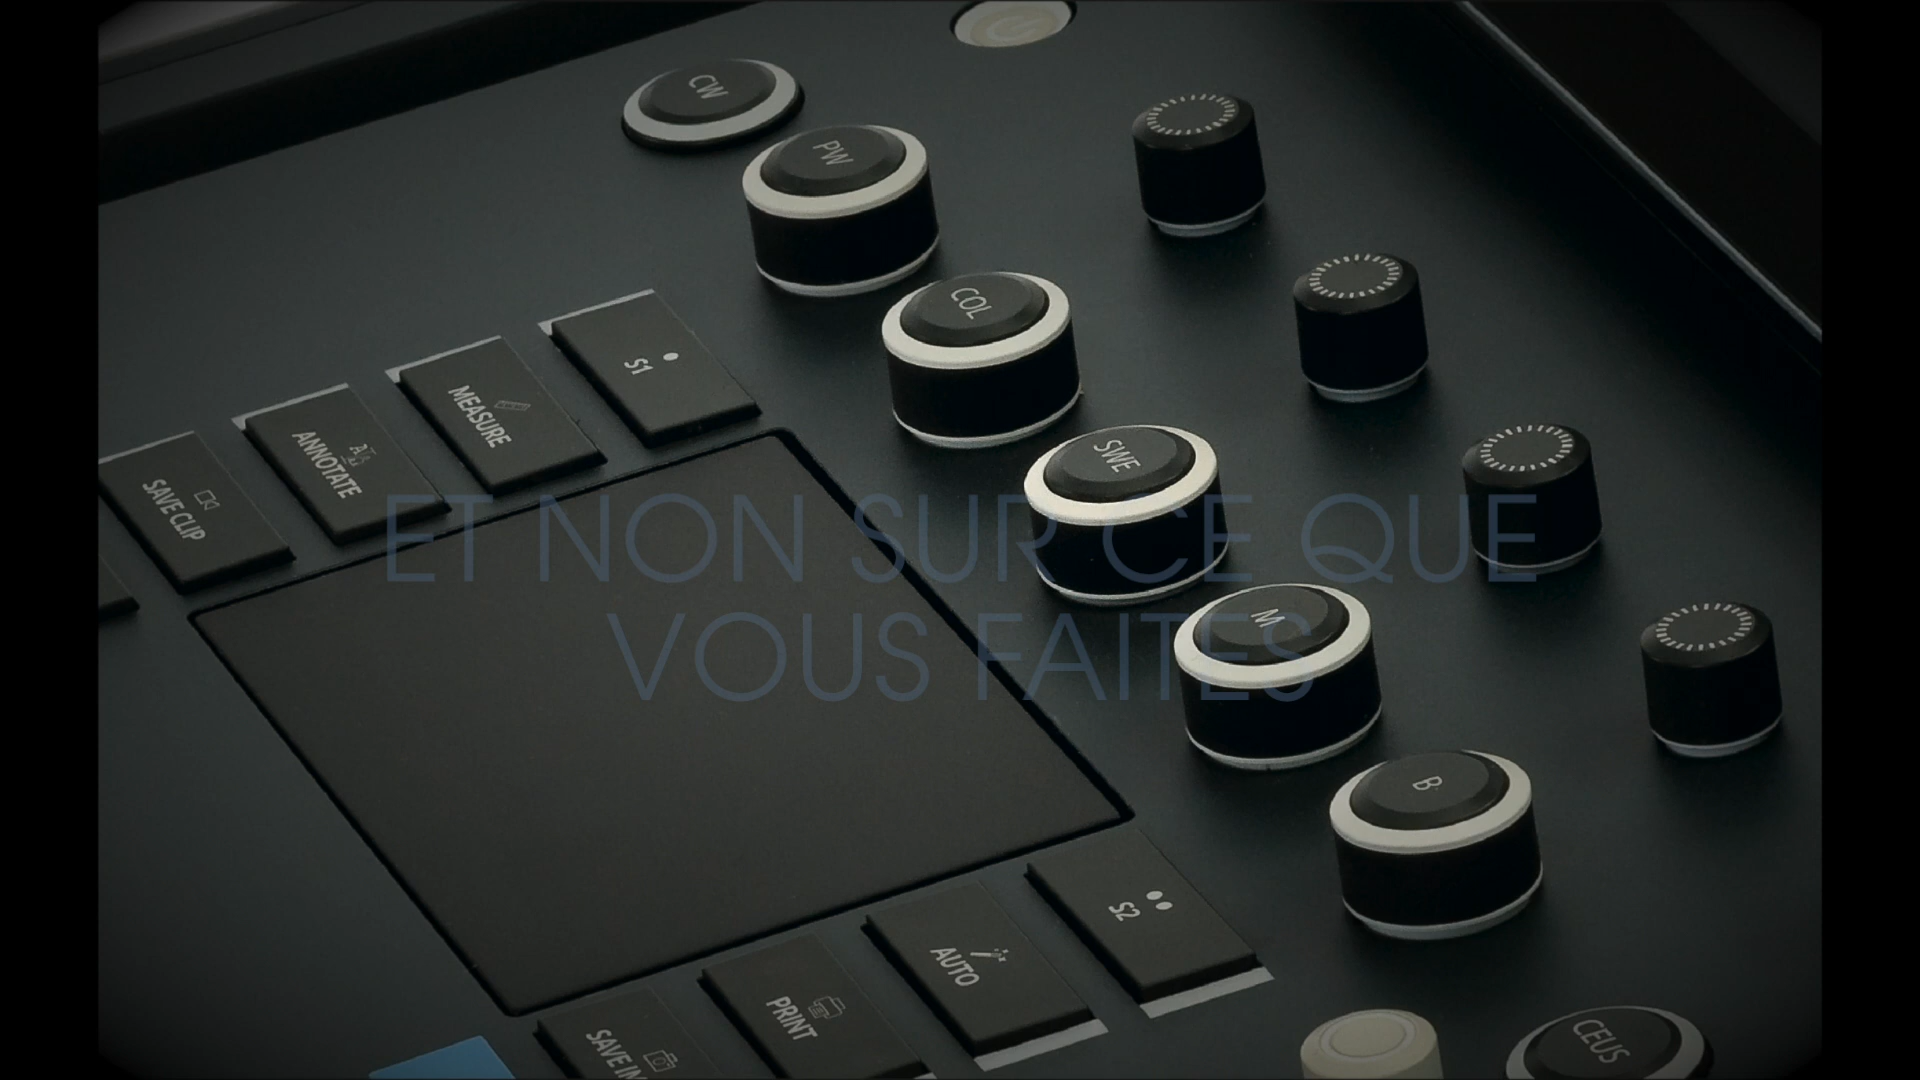 CW
PW
COL
SWE
M
B
CEUS
S1
MEASURE
ANNOTATE
SAVE CLIP
ET NON SUR CE QUE
VOUS FAITES
S2
AUTO
PRINT
SAVE